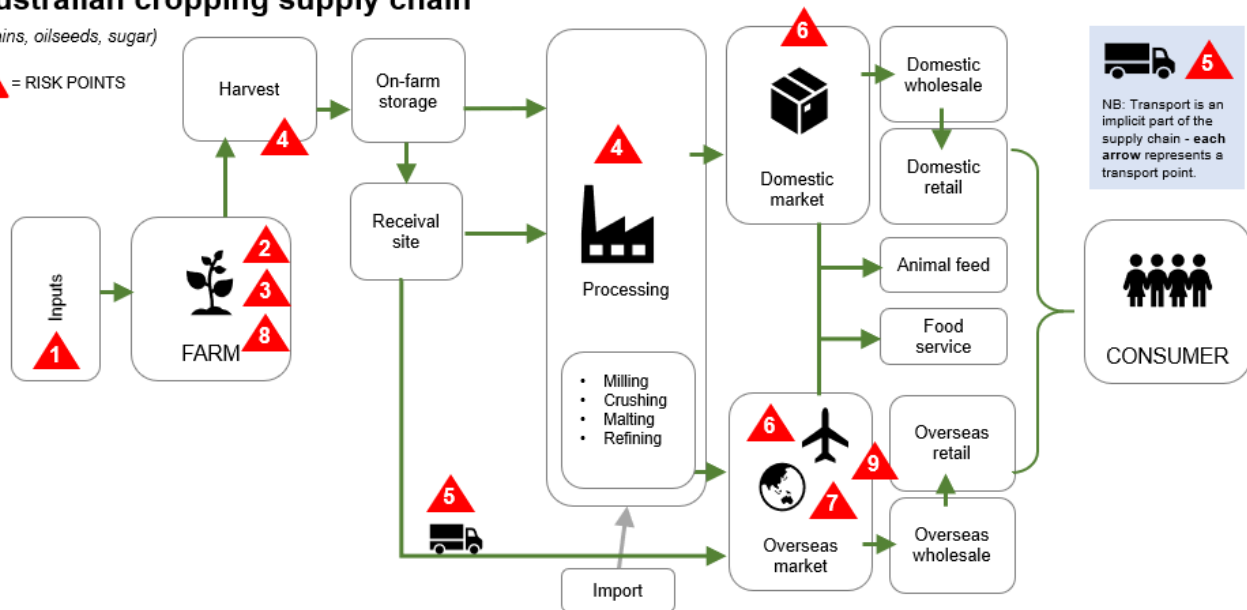 ustralian cropping supply chain
ins, oilseeds, sugar)
= RISK POINTS
Harvest
4
On-farm
storage
Receival
site
Inputs
1
2
3
8
FARM
4
Processing
• Milling
• Crushing
• Malting
• Refining
Import
5
6
Domestic
market
Domestic
wholesale
Domestic
retail
Animal feed
Food
service
6
9
7
Overseas
market
Overseas
retail
Overseas
wholesale
5
NB: Transport is an
implicit part of the
supply chain - each
arrow represents a
transport point.
CONSUMER